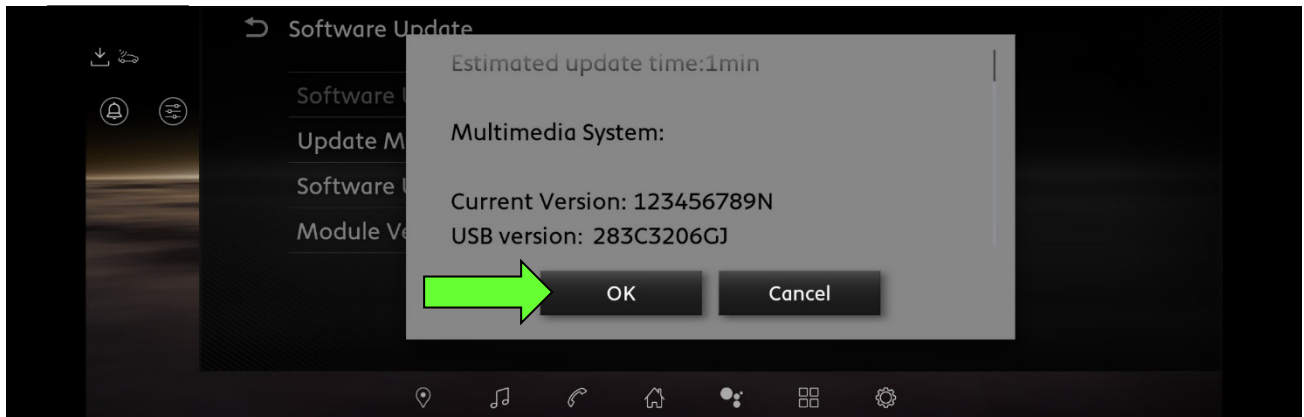 Software Update
Estimated update time:1min
Software U
Multimedia System:
Update M
Software U
Current Version: 123456789N
Module Ve
USB version: 283C3206GJ
OK
Cancel